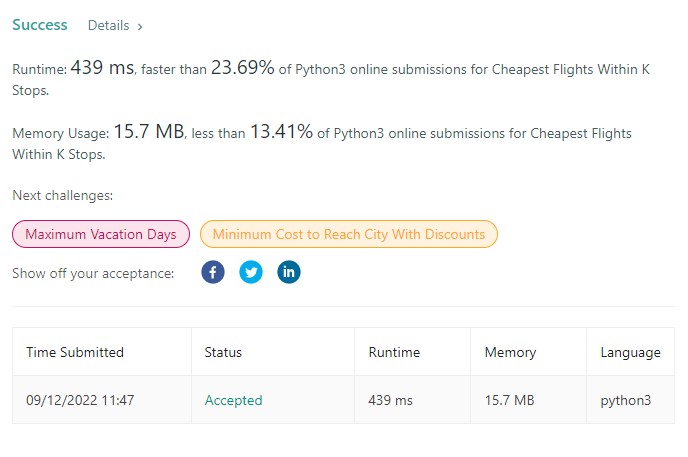 Success Details ›
Runtime: 439 ms, faster than 23.69% of Python3 online submissions for Cheapest Flights Within K
Stops.
Memory Usage: 15.7 MB, less than 13.41% of Python3 online submissions for Cheapest Flights
Within K Stops.
Next challenges:
Maximum Vacation Days Minimum Cost to Reach City With Discounts
Show off your acceptance: f in
Time Submitted Status Runtime Memory Language
09/12/2022 11:47 Accepted 439 ms 15.7 MB python3